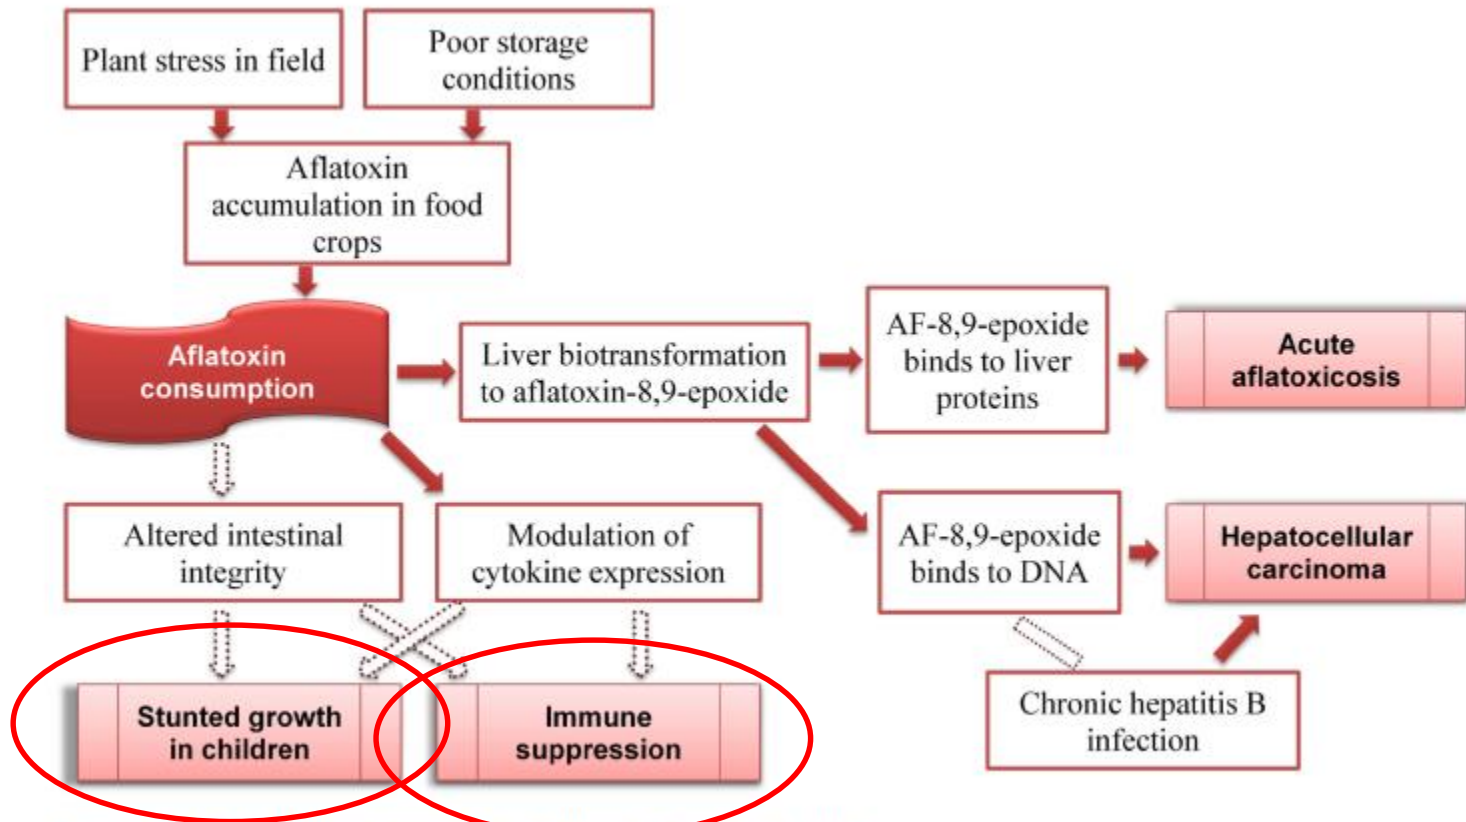 Plant stress in field
Poor storage
conditions
Aflatoxin
accumulation in food
crops
Aflatoxin
consumption
Liver biotransformation
to aflatoxin-8,9-epoxide
AF-8,9-epoxide
binds to liver
proteins
Acute
aflatoxicosis
Altered intestinal
integrity
Modulation of
cytokine expression
AF-8,9-epoxide
binds to DNA
Hepatocellular
carcinoma
Stunted growth
in children
Immune
suppression
Chronic hepatitis B
infection